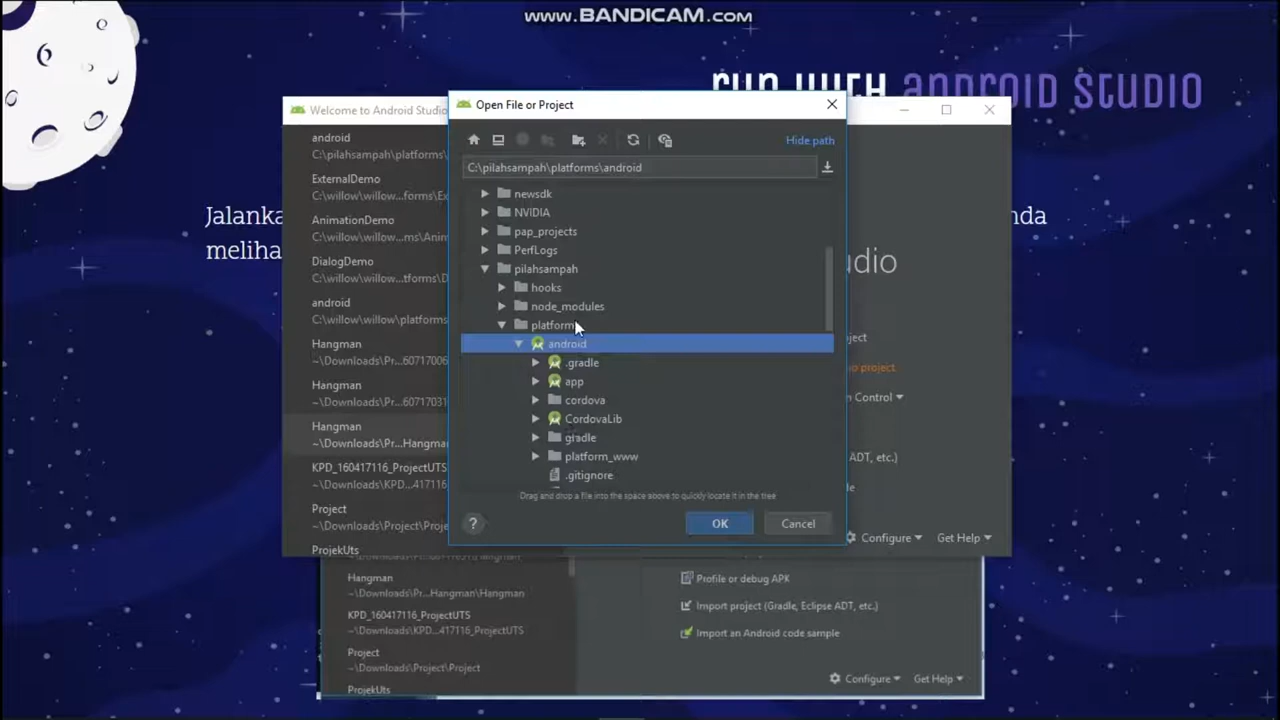 www.BANDICAM.com
run with android studio
Jalanka
nda
meliha
Welcome to Android Studio
android
C:\pilahsampah\platforms\
ExternalDemo
C:\willow\willow...forms\Ex
AnimationDemo
C:\willow\willow...ms\Anim
DialogDemo
C:\willow\willow...tforms\D
android
C:\willow\willow\platforms
Hangman
~\Downloads\Pr...60717006
Hangman
~\Downloads\Pr...60717031
Hangman
~\Downloads\Pr...Hangman
KPD_160417116_ProjectUTS
~\Downloads\KPD...417116
Project
~\Downloads\Project\Proje
ProjekUts
Open File or Project
Hide path
C:\pilahsampah\platforms\android
newsdk
NVIDIA
pap_projects
PerfLogs
pilahsampah
hooks
node_modules
platform
android
.gradle
app
cordova
CordovaLib
gradle
platform_www
.gitignore
Drag and drop a file into the space above to quickly locate it in the tree
?
OK
Cancel
udio
ject
o project
n Control
ADT, etc.)
le
Configure
Get Help
Hangman
~\Downloads\Pr...Hangman\Hangman
KPD_160417116_ProjectUTS
~\Downloads\KPD...417116_ProjectUTS
Project
~\Downloads\Project\Project
ProjekUts
Profile or debug APK
Import project (Gradle, Eclipse ADT, etc.)
Import an Android code sample
Configure
Get Help